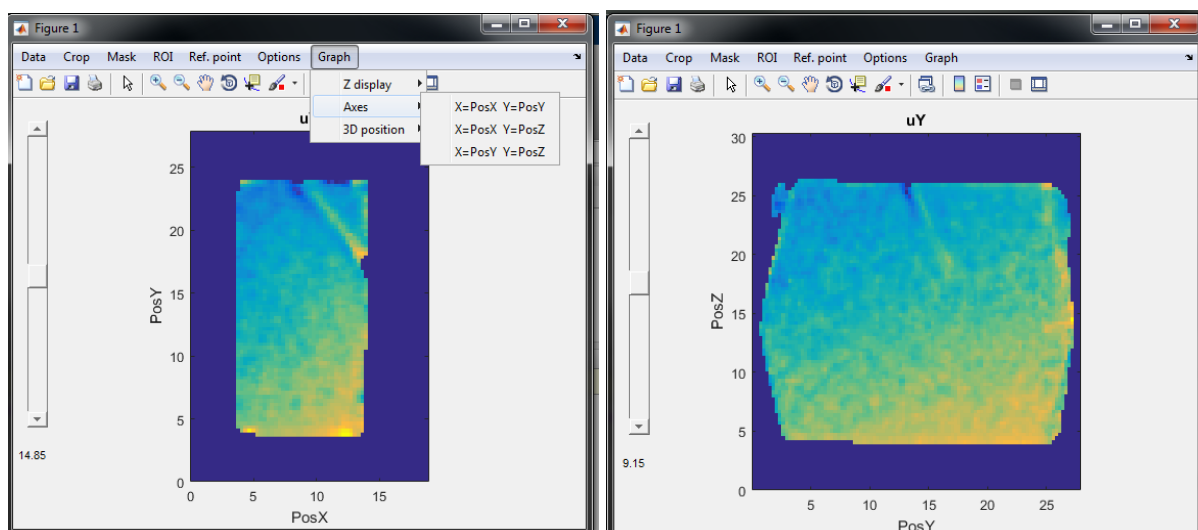 Figure 1
Data Crop Mask ROI Ref. point Options Graph
Z display
Axes
3D position
X=PosX Y=PosY
X=PosX Y=PosZ
X=PosY Y=PosZ
25
20
15
10
5
0
0 5 10 15
PosY
PosX
14.85
Figure 1
Data Crop Mask ROI Ref. point Options Graph
uY
30
25
20
15
10
5
0
5 10 15 20 25
PosZ
PosY
9.15